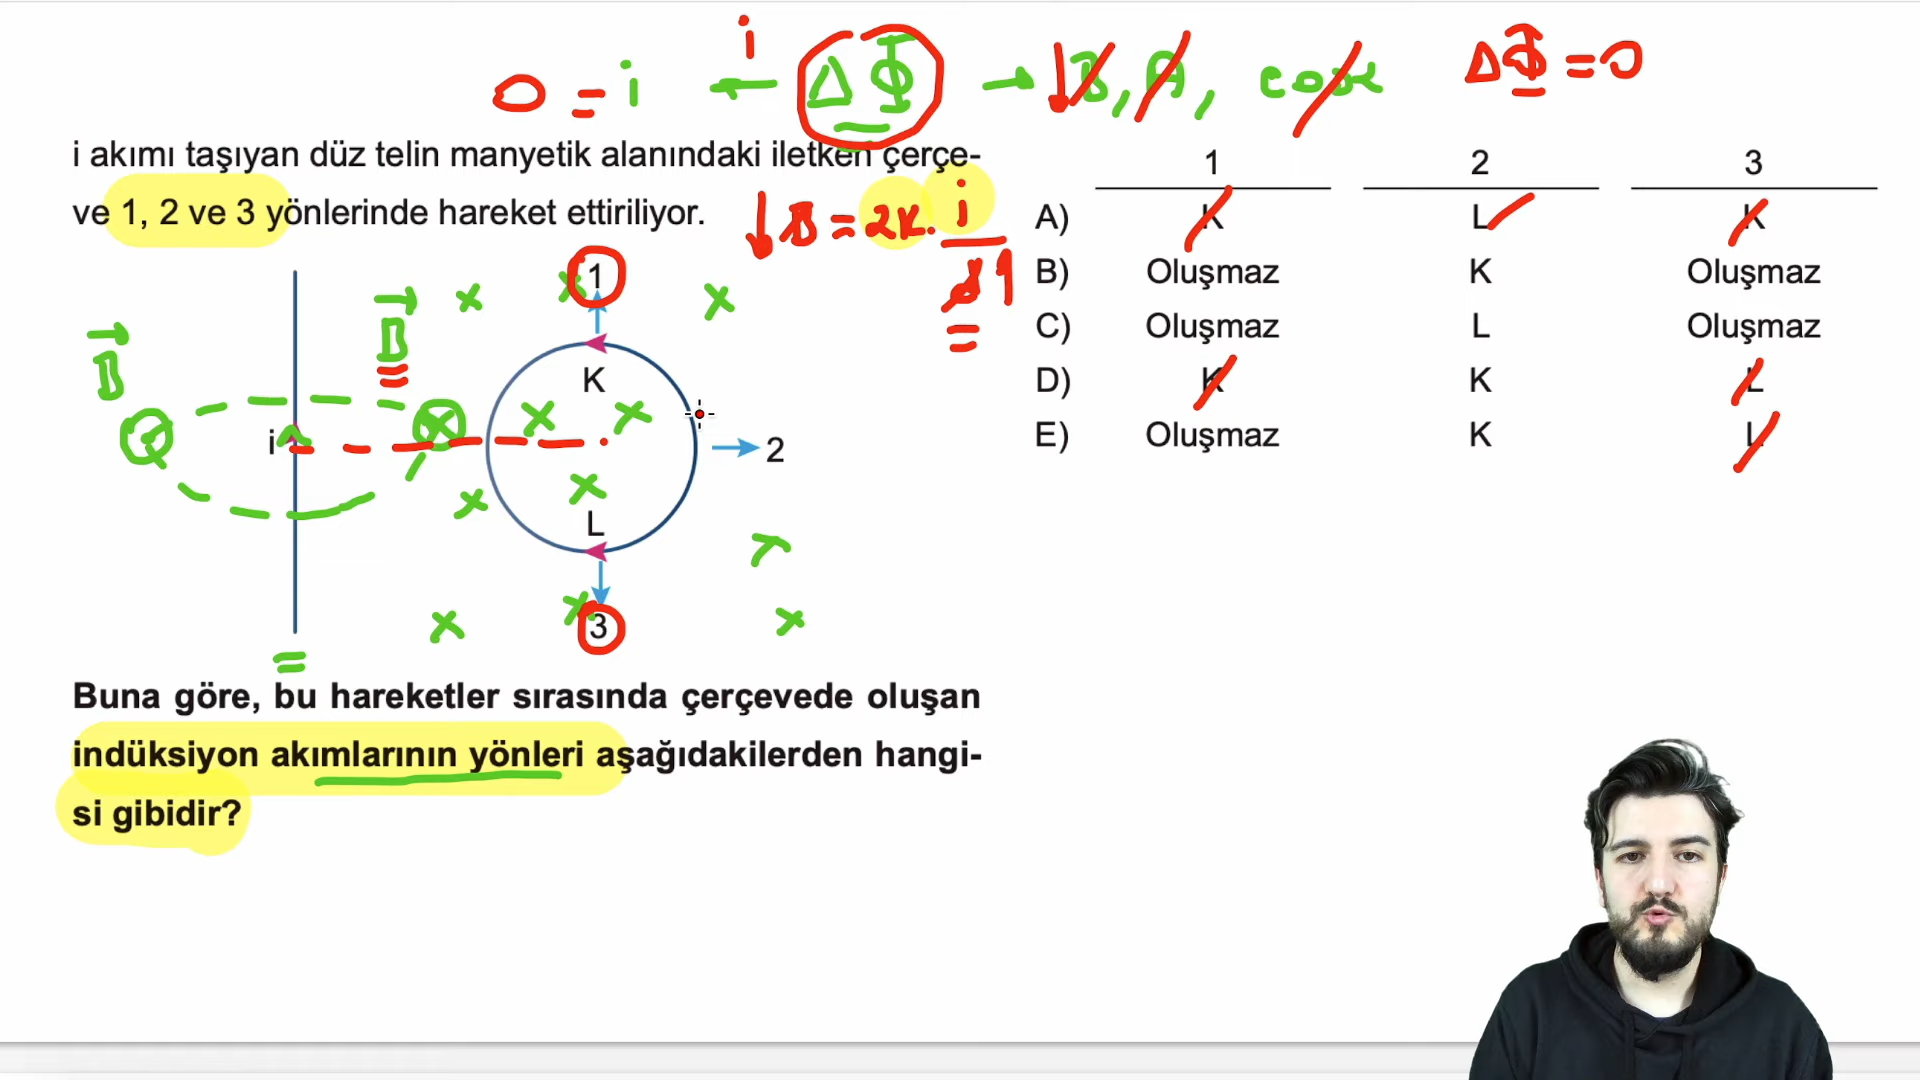 0 = i ← i ΔΦ → ↓B, A, cosα ΔΦ = 0
i akımı taşıyan düz telin manyetik alanındaki iletken çerçe-
ve 1, 2 ve 3 yönlerinde hareket ettiriliyor.
↓B = 2K. i / d↑
1
B
B
K
i
2
L
3
Buna göre, bu hareketler sırasında çerçevede oluşan
indüksiyon akımlarının yönleri aşağıdakilerden hangi-
si gibidir?
1 2 3
A) K L K
B) Oluşmaz K Oluşmaz
C) Oluşmaz L Oluşmaz
D) K K L
E) Oluşmaz K L